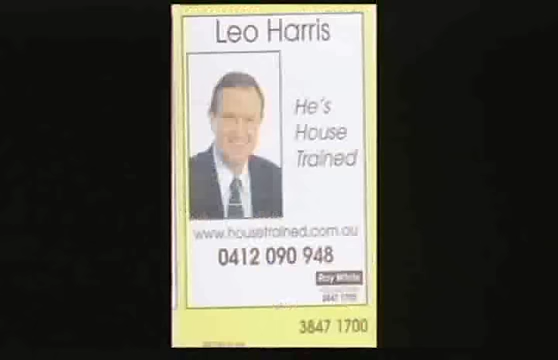 Leo Harris
He's
House
Trained
www.housetrained.com.au
0412 090 948
Ray White
3847 1700
3847 1700